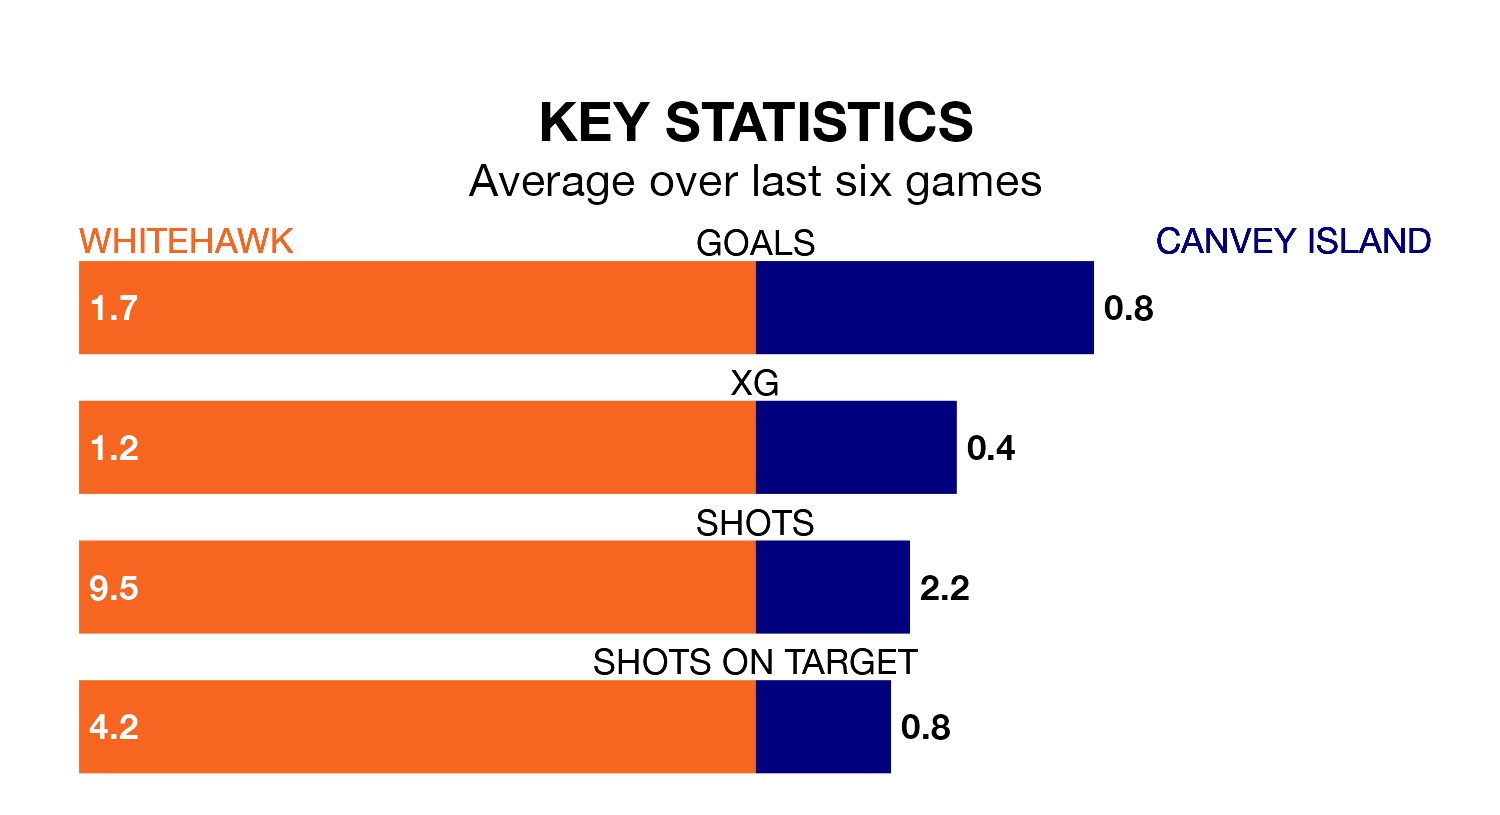 KEY STATISTICS
Average over last six games
WHITEHAWK GOALS CANVEY ISLAND
1.7 0.8
XG
1.2 0.4
SHOTS
9.5 2.2
SHOTS ON TARGET
4.2 0.8